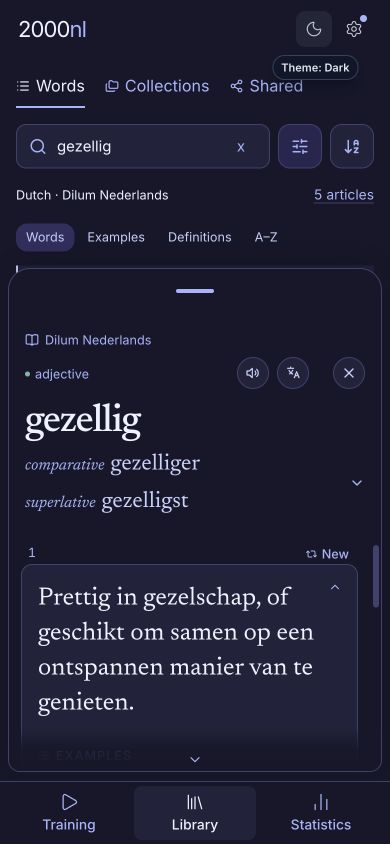 2000nl
Theme: Dark
Words Collections Shared
gezellig x
Dutch · Dilum Nederlands 5 articles
Words Examples Definitions A–Z
Dilum Nederlands
adjective
gezellig
comparative gezelliger
superlative gezelligst
1 New
Prettig in gezelschap, of
geschikt om samen op een
ontspannen manier van te
genieten.
EXAMPLES
Training Library Statistics